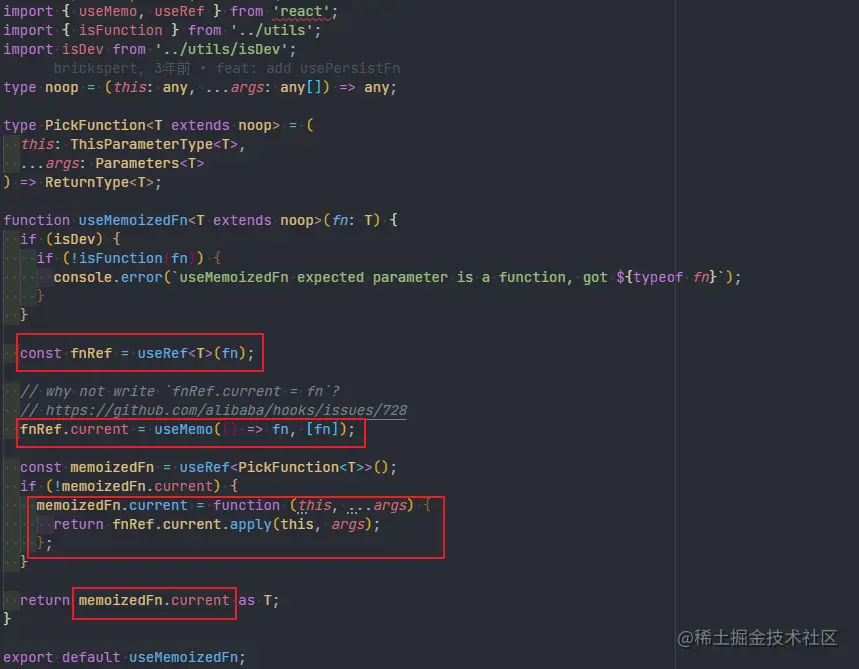 import { useMemo, useRef } from 'react';
import { isFunction } from '../utils';
import isDev from '../utils/isDev';
brickspert, 3年前 • feat: add usePersistFn
type noop = (this: any, ...args: any[]) => any;
type PickFunction<T extends noop> = (
this: ThisParameterType<T>,
...args: Parameters<T>
) => ReturnType<T>;
function useMemoizedFn<T extends noop>(fn: T) {
if (isDev) {
if (!isFunction(fn)) {
console.error(`useMemoizedFn expected parameter is a function, got ${typeof fn}`);
}
}
const fnRef = useRef<T>(fn);
// why not write `fnRef.current = fn`?
// https://github.com/alibaba/hooks/issues/728
fnRef.current = useMemo(() => fn, [fn]);
const memoizedFn = useRef<PickFunction<T>>();
if (!memoizedFn.current) {
memoizedFn.current = function (this, ...args) {
return fnRef.current.apply(this, args);
};
}
return memoizedFn.current as T;
}
export default useMemoizedFn;
@稀土掘金技术社区